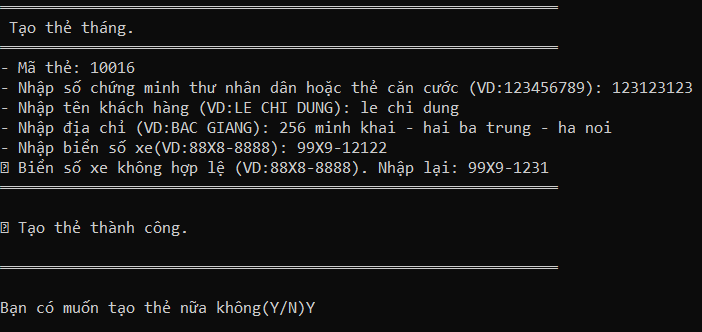 Tạo thẻ tháng.
- Mã thẻ: 10016
- Nhập số chứng minh thư nhân dân hoặc thẻ căn cước (VD:123456789): 123123123
- Nhập tên khách hàng (VD:LE CHI DUNG): le chi dung
- Nhập địa chỉ (VD:BAC GIANG): 256 minh khai - hai ba trung - ha noi
- Nhập biển số xe(VD:88X8-8888): 99X9-12122
⍰ Biển số xe không hợp lệ (VD:88X8-8888). Nhập lại: 99X9-1231
⍰ Tạo thẻ thành công.
Bạn có muốn tạo thẻ nữa không(Y/N)Y